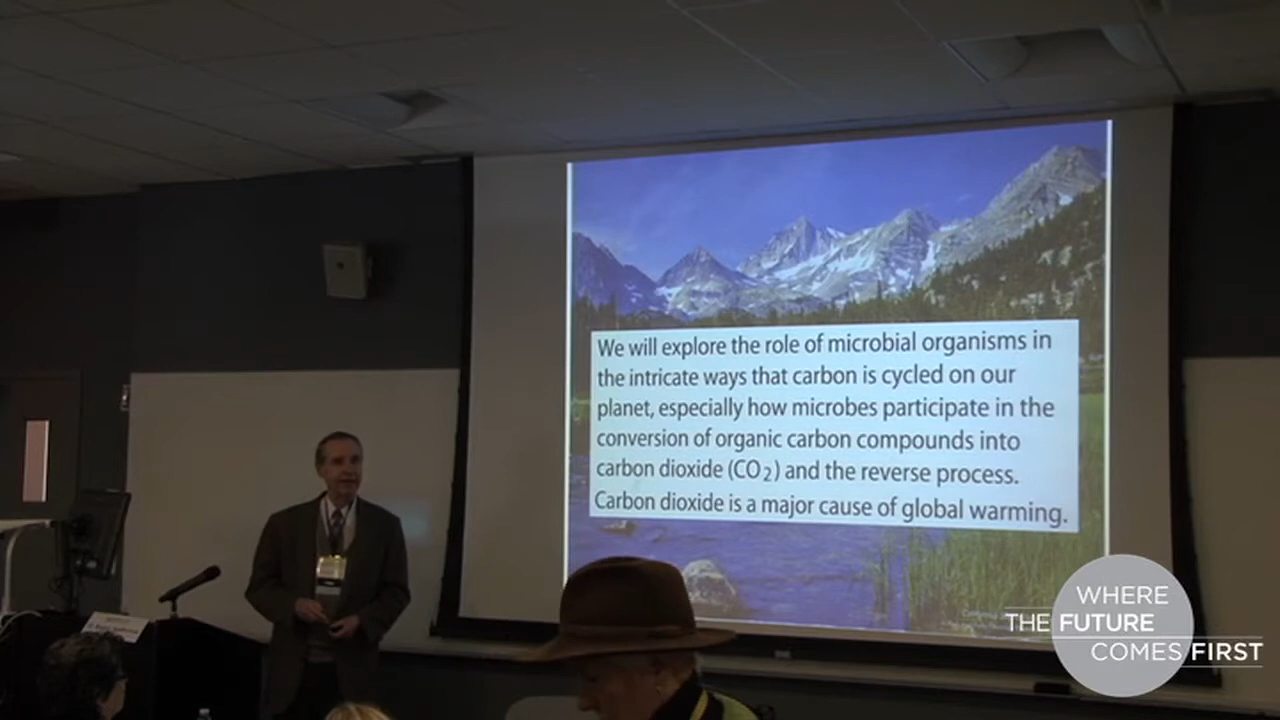 We will explore the role of microbial organisms in
the intricate ways that carbon is cycled on our
planet, especially how microbes participate in the
conversion of organic carbon compounds into
carbon dioxide (CO2) and the reverse process.
Carbon dioxide is a major cause of global warming.
WHERE
THE FUTURE
COMES FIRST